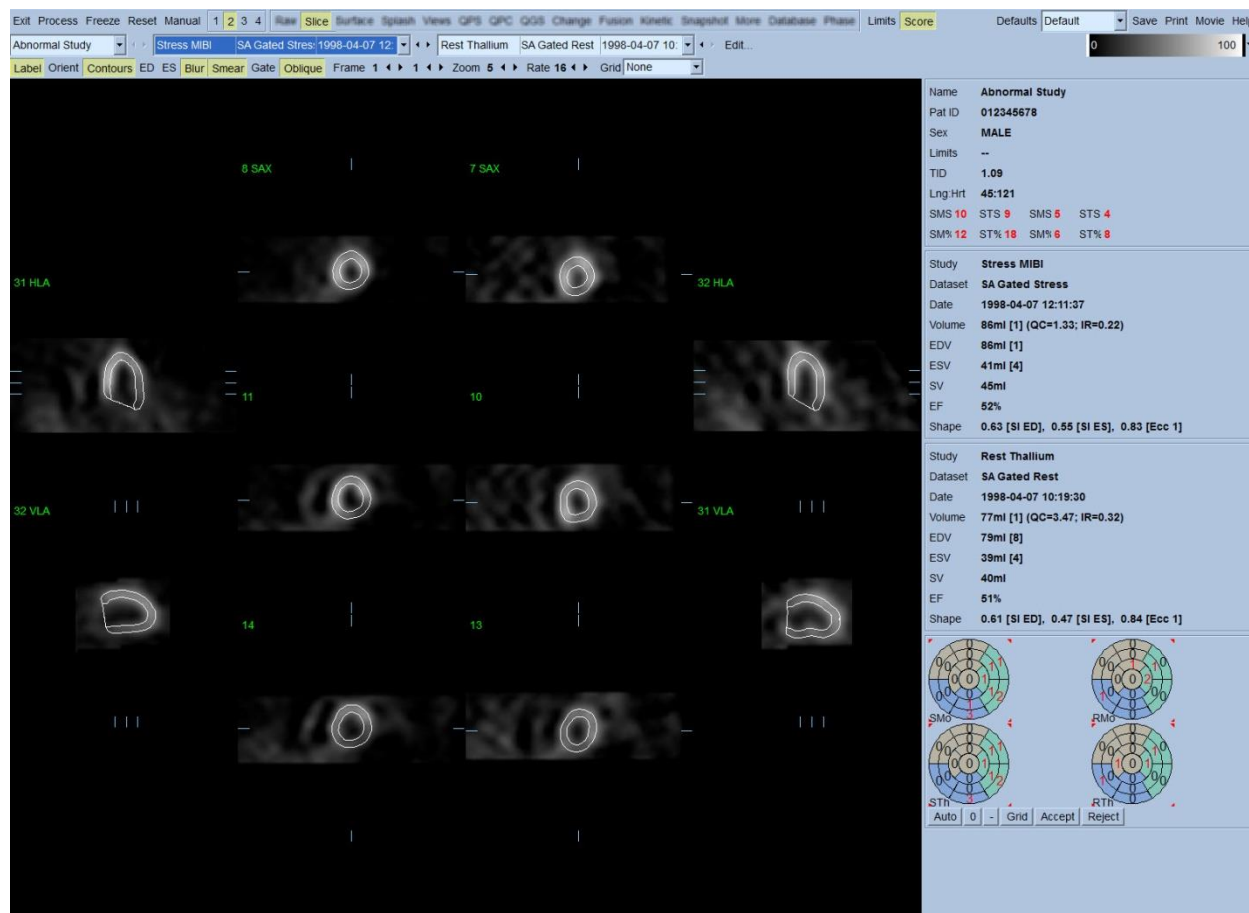 Exit Process Freeze Reset Manual 1 2 3 4 Raw Slice Surface Splash Views QPS QPC QGS Change Fusion Kinetic Snapshot More Database Phase Limits Score Defaults Default Save Print Movie Hel
Abnormal Study Stress MIBI SA Gated Stres: 1998-04-07 12: Rest Thallium SA Gated Rest 1998-04-07 10: Edit...
0 100
Label Orient Contours ED ES Blur Smear Gate Oblique Frame 1 1 Zoom 5 Rate 16 Grid None
8 SAX
7 SAX
31 HLA
32 HLA
11
10
32 VLA
31 VLA
14
13
Name Abnormal Study
Pat ID 012345678
Sex MALE
Limits --
TID 1.09
Lng:Hrt 45:121
SMS 10 STS 9 SMS 5 STS 4
SM% 12 ST% 18 SM% 6 ST% 8
Study Stress MIBI
Dataset SA Gated Stress
Date 1998-04-07 12:11:37
Volume 86ml [1] (QC=1.33; IR=0.22)
EDV 86ml [1]
ESV 41ml [4]
SV 45ml
EF 52%
Shape 0.63 [SI ED], 0.55 [SI ES], 0.83 [Ecc 1]
Study Rest Thallium
Dataset SA Gated Rest
Date 1998-04-07 10:19:30
Volume 77ml [1] (QC=3.47; IR=0.32)
EDV 79ml [8]
ESV 39ml [4]
SV 40ml
EF 51%
Shape 0.61 [SI ED], 0.47 [SI ES], 0.84 [Ecc 1]
SMo RMo
STh RTh
Auto 0 - Grid Accept Reject